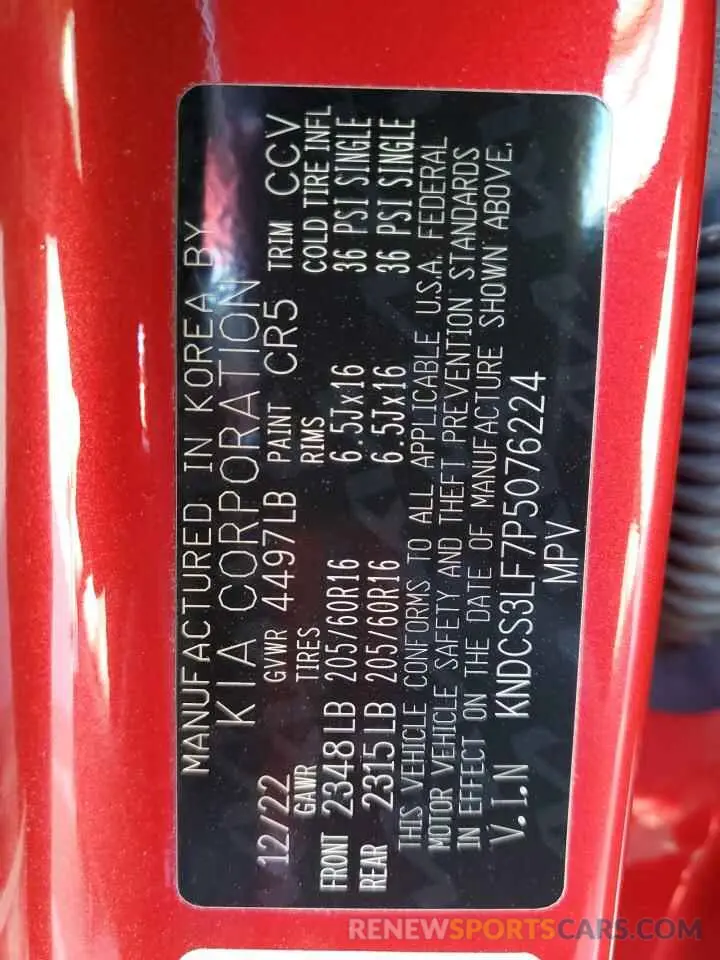 MANUFACTURED IN KOREA BY
KIA CORPORATION
12/22 GVWR 4497LB PAINT CR5 TRIM CCV
GAWR TIRES RIMS COLD TIRE INFL
FRONT 2348LB 205/60R16 6.5Jx16 36 PSI SINGLE
REAR 2315LB 205/60R16 6.5Jx16 36 PSI SINGLE
THIS VEHICLE CONFORMS TO ALL APPLICABLE U.S.A. FEDERAL
MOTOR VEHICLE SAFETY AND THEFT PREVENTION STANDARDS
IN EFFECT ON THE DATE OF MANUFACTURE SHOWN ABOVE.
V.I.N KNDCS3LF7P5076224
MPV
RENEWSPORTSCARS.COM